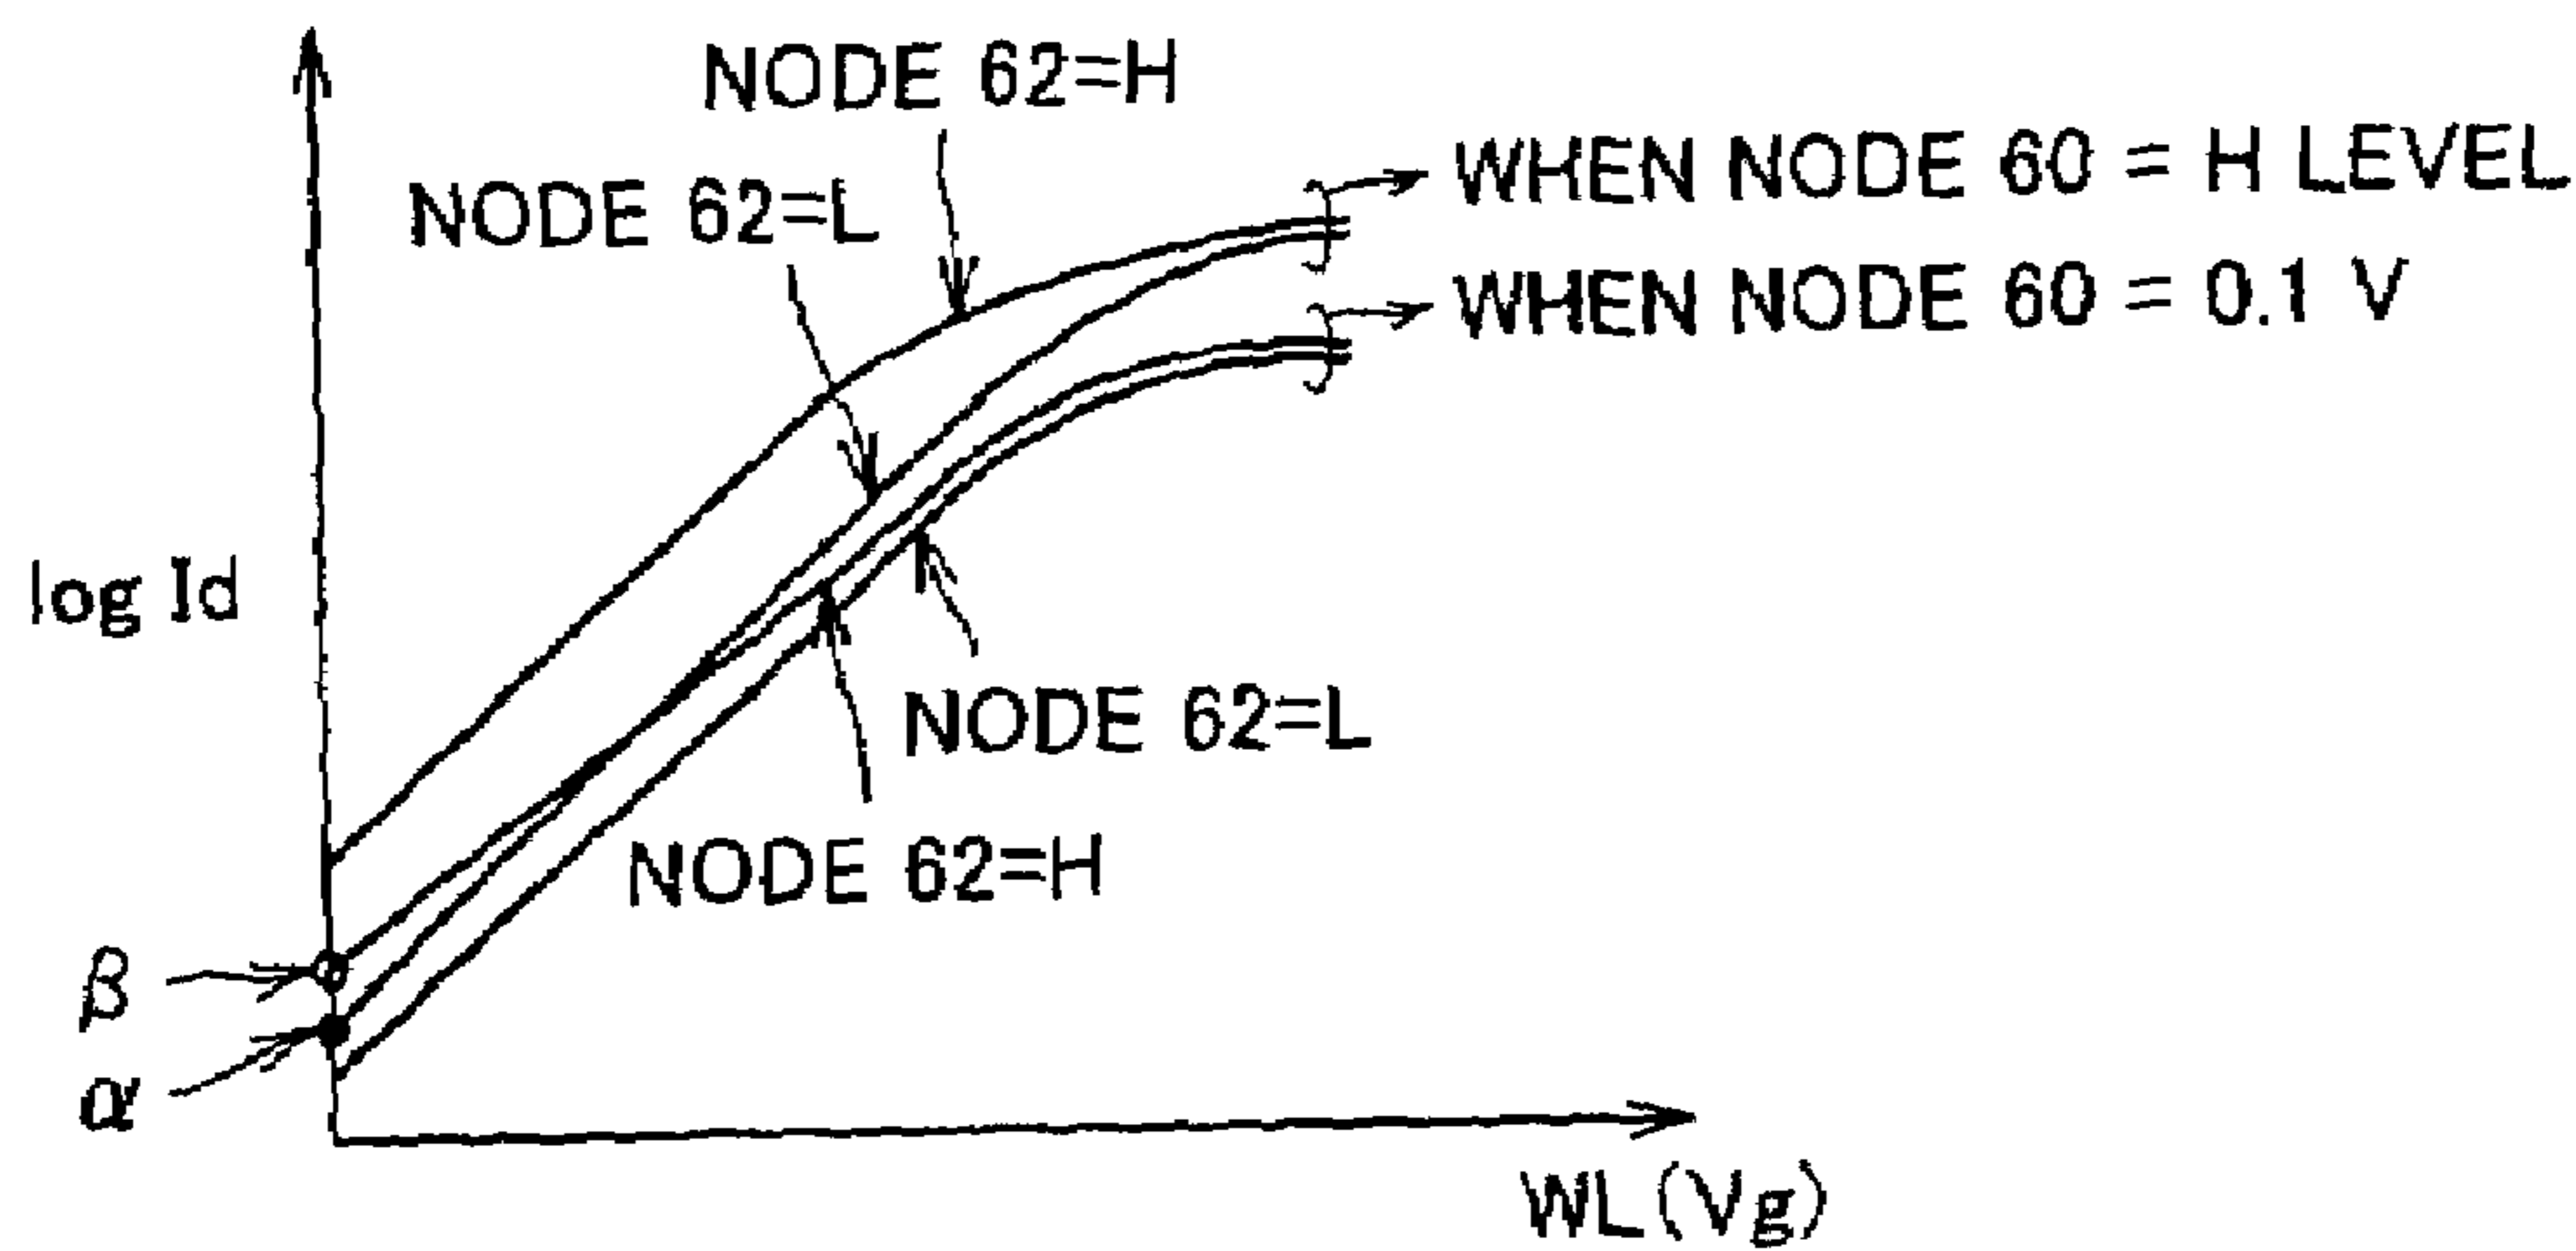 NODE 62=H
NODE 62=L
WHEN NODE 60 = H LEVEL
WHEN NODE 60 = 0.1 V
log Id
NODE 62=L
NODE 62=H
β
α
WL(Vg)